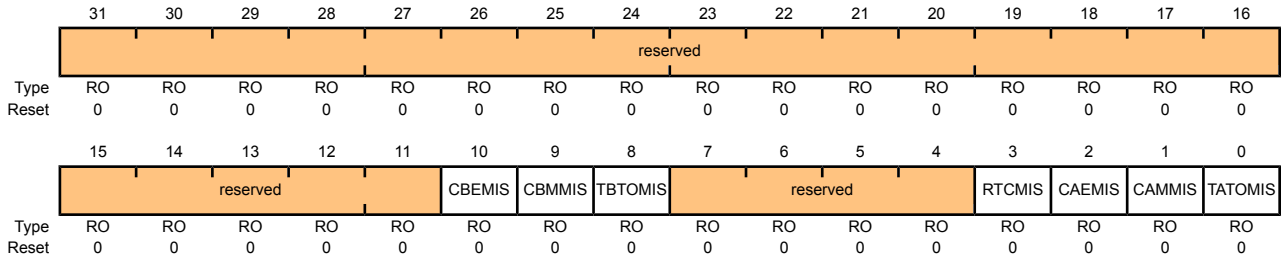 31 30 29 28 27 26 25 24 23 22 21 20 19 18 17 16
reserved
Type RO RO RO RO RO RO RO RO RO RO RO RO RO RO RO RO
Reset 0 0 0 0 0 0 0 0 0 0 0 0 0 0 0 0
15 14 13 12 11 10 9 8 7 6 5 4 3 2 1 0
reserved CBEMIS CBMMIS TBTOMIS reserved RTCMIS CAEMIS CAMMIS TATOMIS
Type RO RO RO RO RO RO RO RO RO RO RO RO RO RO RO RO
Reset 0 0 0 0 0 0 0 0 0 0 0 0 0 0 0 0